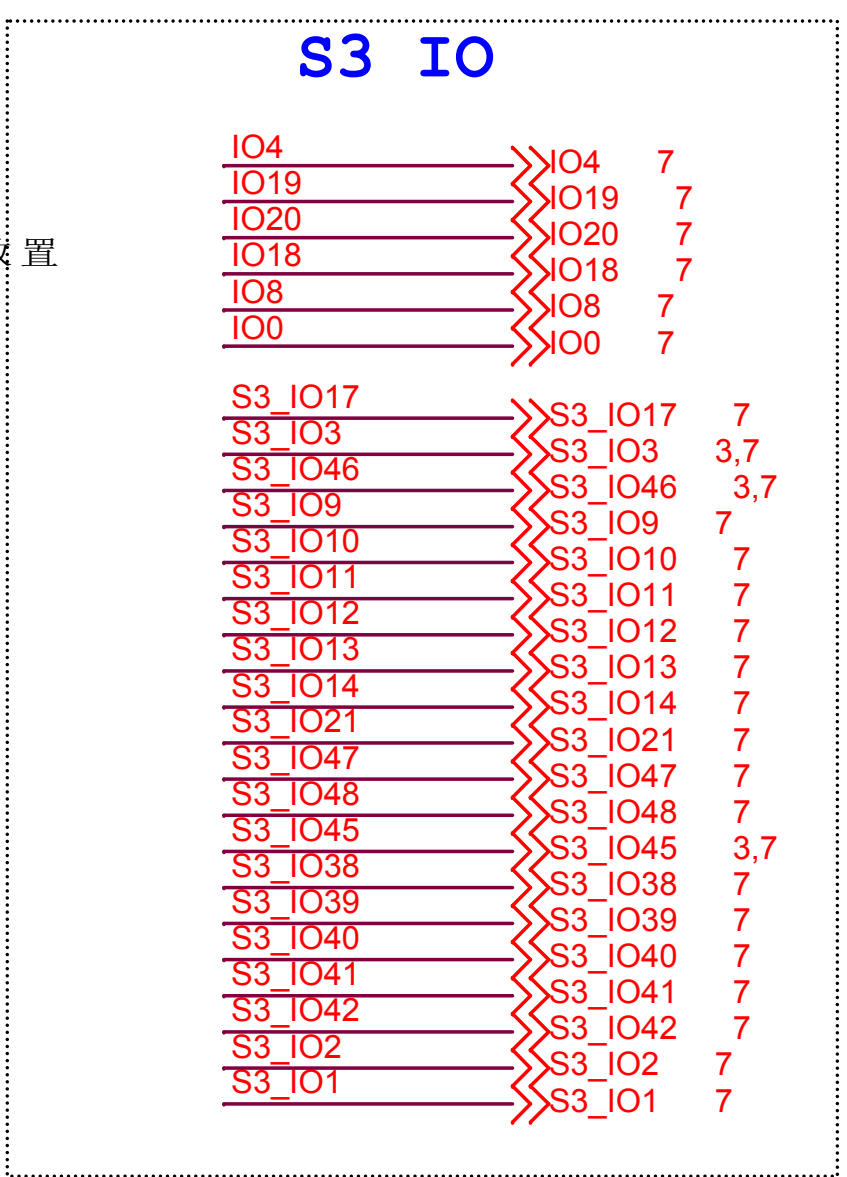 S3 IO
IO4 IO4 7
IO19 IO19 7
IO20 IO20 7
置
IO18 IO18 7
IO8 IO8 7
IO0 IO0 7
S3_IO17 S3_IO17 7
S3_IO3 S3_IO3 3,7
S3_IO46 S3_IO46 3,7
S3_IO9 S3_IO9 7
S3_IO10 S3_IO10 7
S3_IO11 S3_IO11 7
S3_IO12 S3_IO12 7
S3_IO13 S3_IO13 7
S3_IO14 S3_IO14 7
S3_IO21 S3_IO21 7
S3_IO47 S3_IO47 7
S3_IO48 S3_IO48 7
S3_IO45 S3_IO45 3,7
S3_IO38 S3_IO38 7
S3_IO39 S3_IO39 7
S3_IO40 S3_IO40 7
S3_IO41 S3_IO41 7
S3_IO42 S3_IO42 7
S3_IO2 S3_IO2 7
S3_IO1 S3_IO1 7